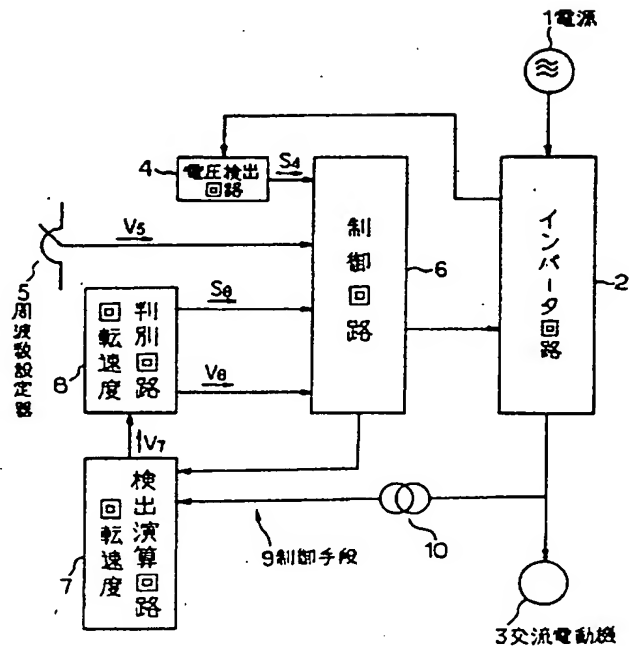 1電源
4
電圧検出
回路
S4
V5
5
周波数設定器
制御回路
6
インバータ回路
2
8
回転速度
判別回路
S8
V8
V7
7
回転速度
検出演算回路
9制御手段
10
3交流電動機